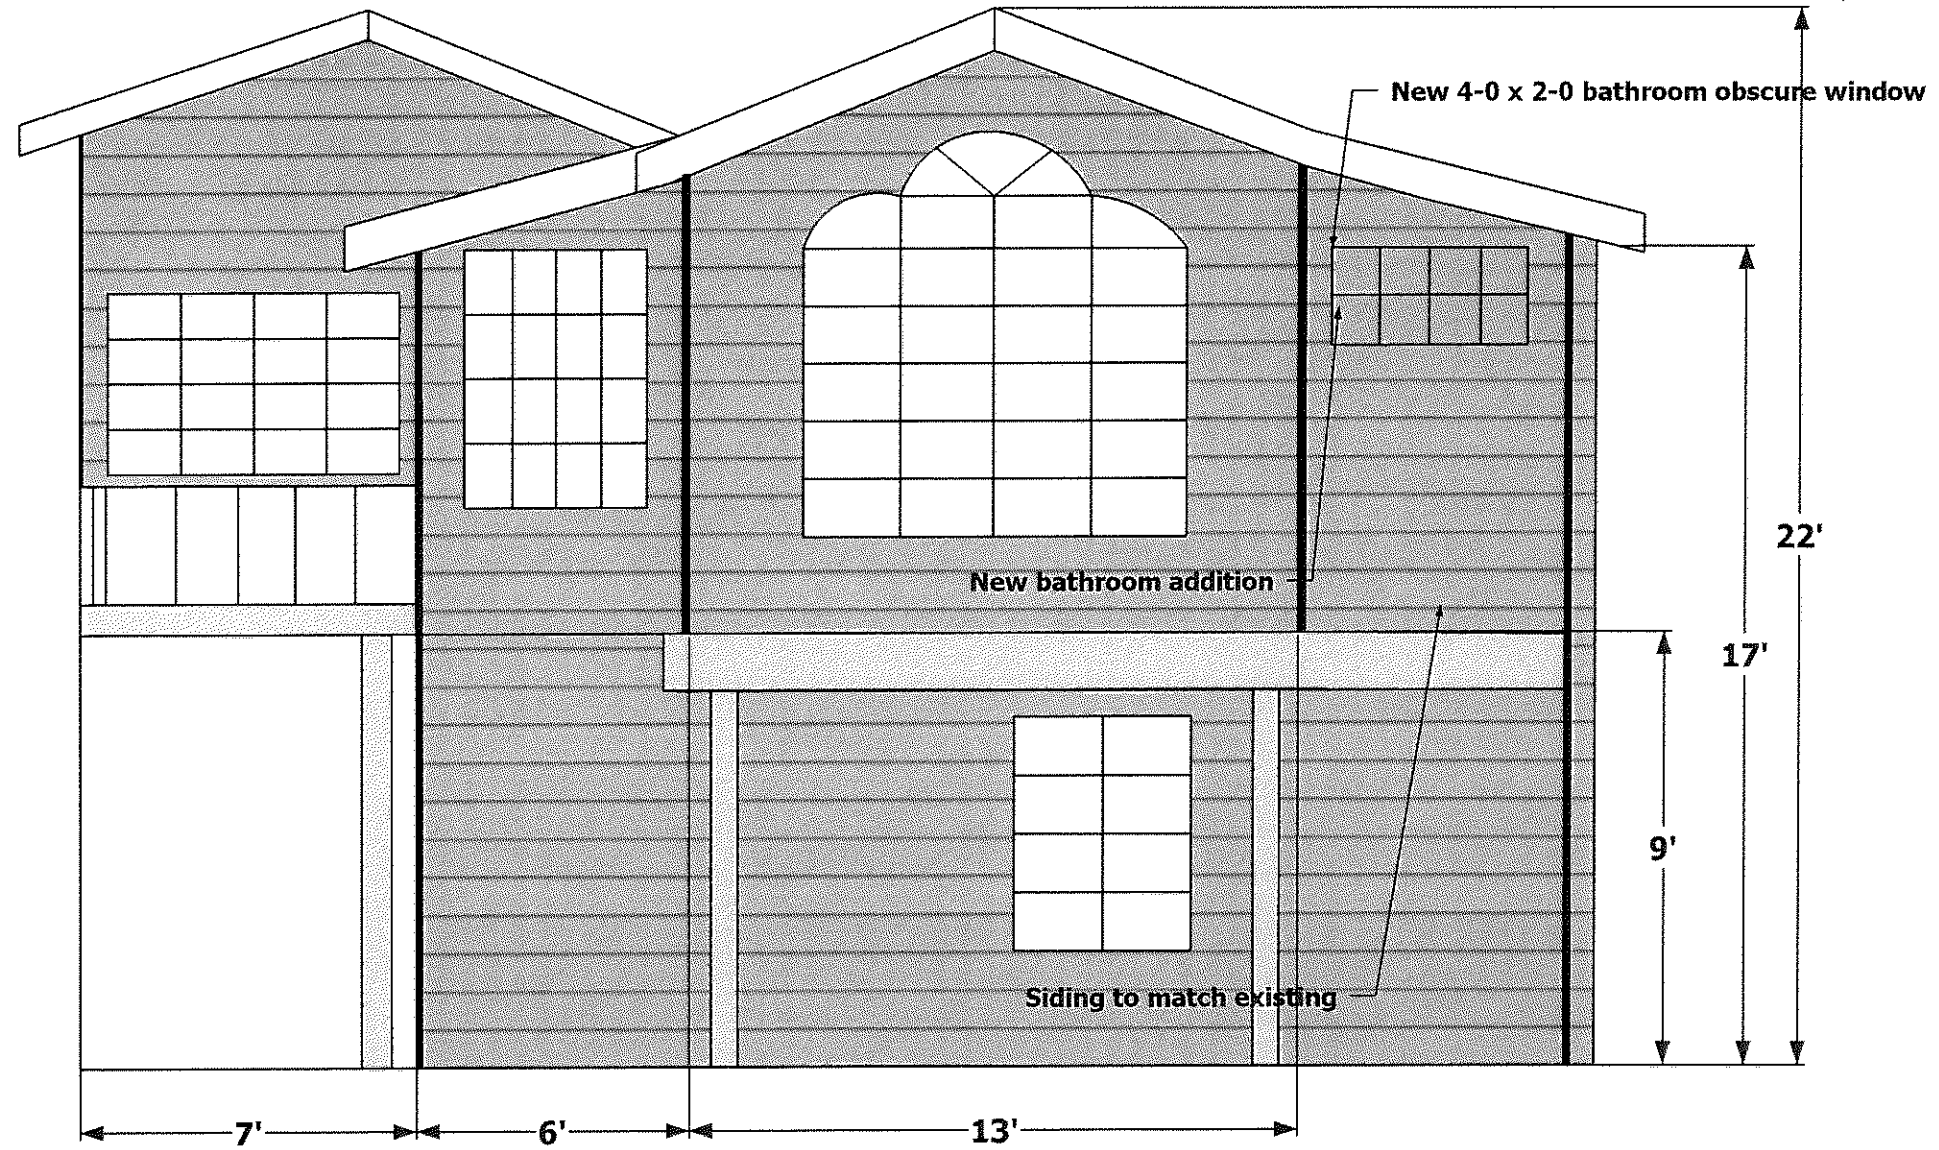 New 4-0 x 2-0 bathroom obscure window
22'
New bathroom addition
17'
9'
Siding to match existing
7'
6'
13'